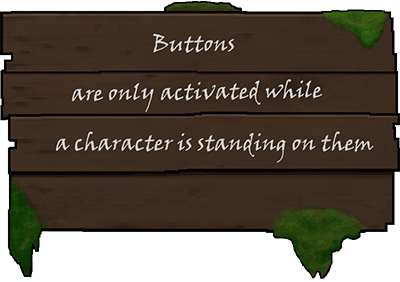 Buttons
are only activated while
a character is standing on them